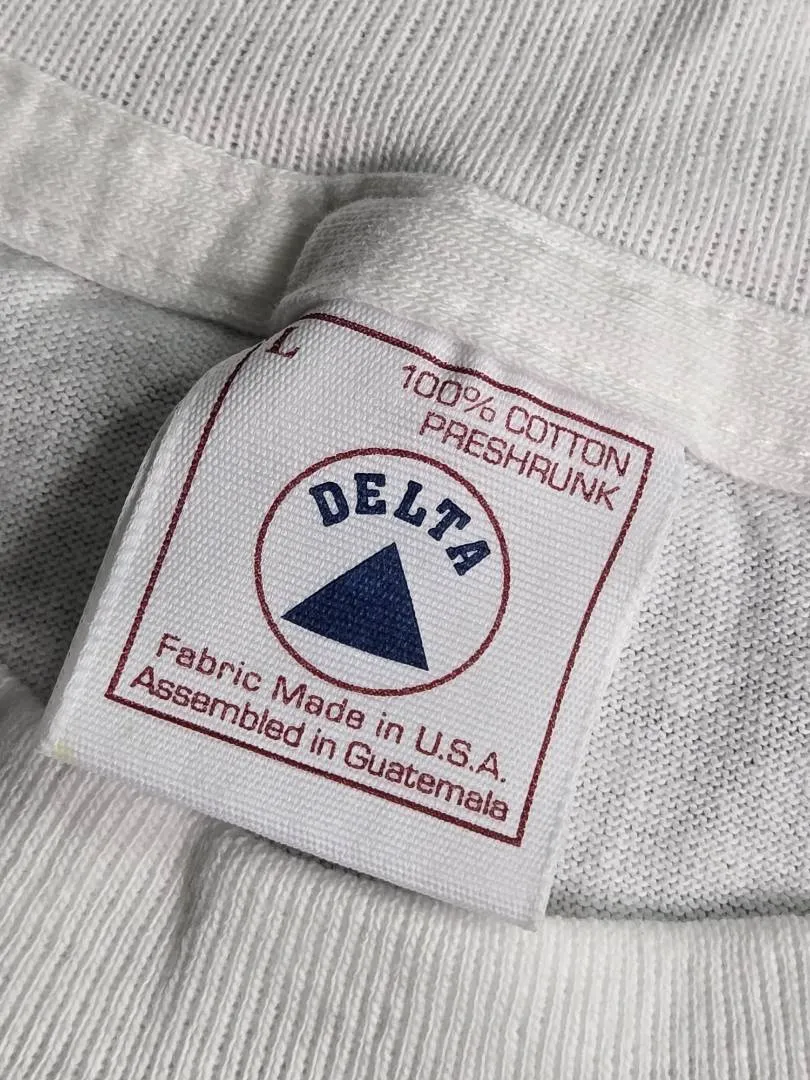 L
100% COTTON
PRESHRUNK
DELTA
Fabric Made in U.S.A.
Assembled in Guatemala